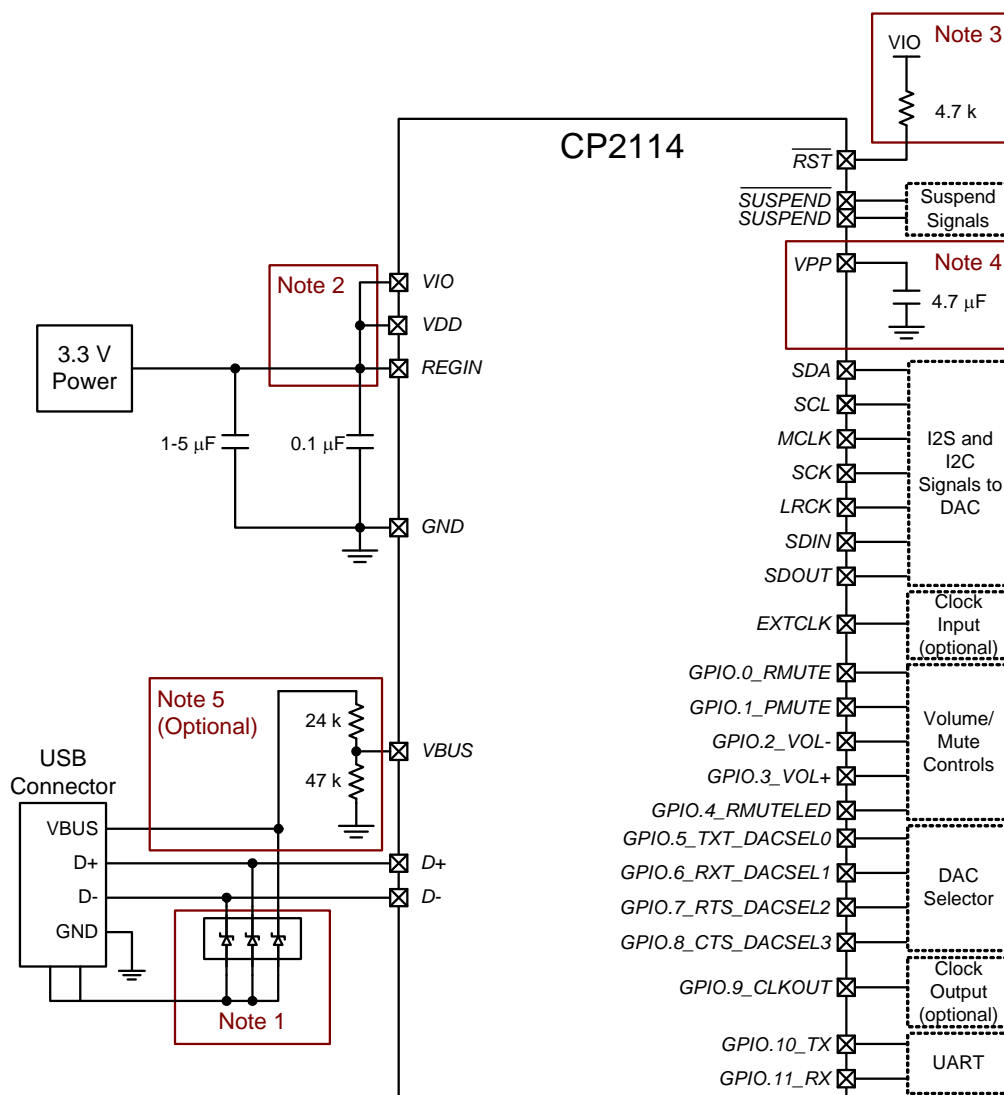 Note 3
VIO
4.7 k
CP2114
RST
SUSPEND
SUSPEND
Suspend
Signals
Note 4
VPP
4.7 μF
Note 2
VIO
VDD
REGIN
3.3 V
Power
1-5 μF
0.1 μF
GND
SDA
SCL
MCLK
SCK
LRCK
SDIN
SDOUT
I2S and
I2C
Signals to
DAC
EXTCLK
Clock
Input
(optional)
Note 5
(Optional)
24 k
47 k
VBUS
USB
Connector
VBUS
D+
D-
GND
D+
D-
Note 1
GPIO.0_RMUTE
GPIO.1_PMUTE
GPIO.2_VOL-
GPIO.3_VOL+
GPIO.4_RMUTELED
Volume/
Mute
Controls
GPIO.5_TXT_DACSEL0
GPIO.6_RXT_DACSEL1
GPIO.7_RTS_DACSEL2
GPIO.8_CTS_DACSEL3
DAC
Selector
GPIO.9_CLKOUT
Clock
Output
(optional)
GPIO.10_TX
GPIO.11_RX
UART